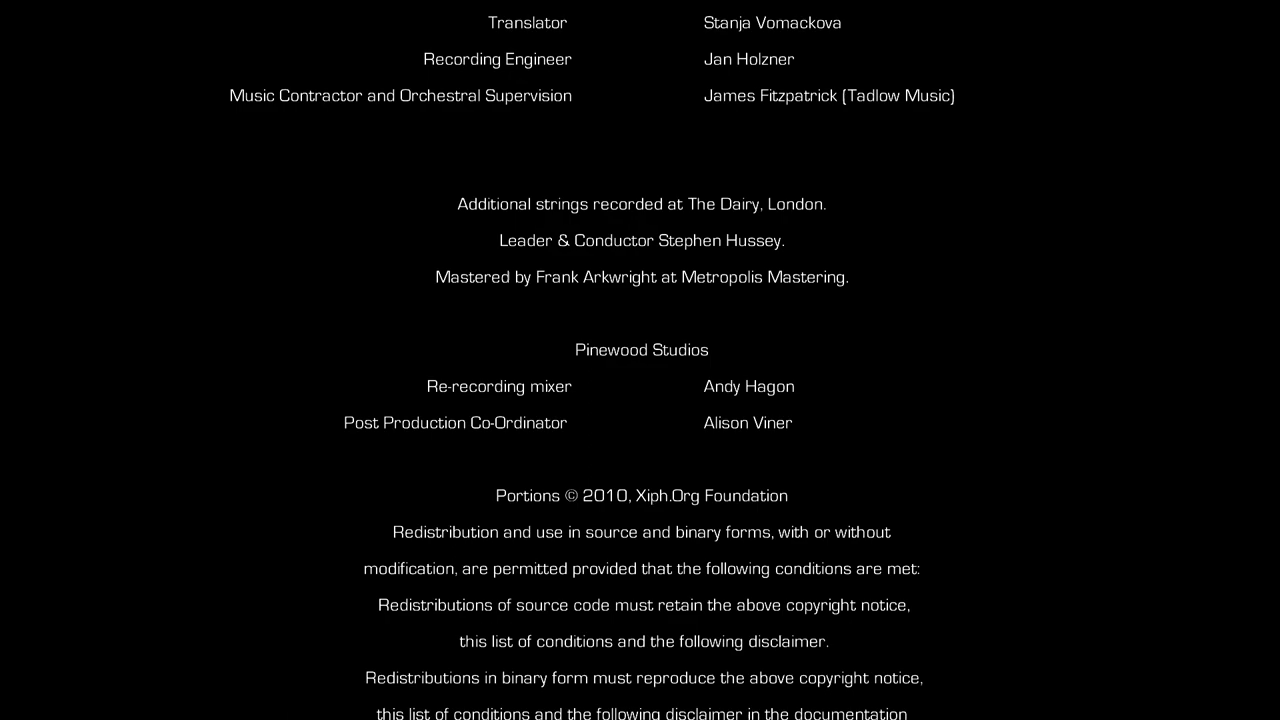 Translator Stanja Vomackova
Recording Engineer Jan Holzner
Music Contractor and Orchestral Supervision James Fitzpatrick (Tadlow Music)
Additional strings recorded at The Dairy, London.
Leader & Conductor Stephen Hussey.
Mastered by Frank Arkwright at Metropolis Mastering.
Pinewood Studios
Re-recording mixer Andy Hagon
Post Production Co-Ordinator Alison Viner
Portions © 2010, Xiph.Org Foundation
Redistribution and use in source and binary forms, with or without
modification, are permitted provided that the following conditions are met:
Redistributions of source code must retain the above copyright notice,
this list of conditions and the following disclaimer.
Redistributions in binary form must reproduce the above copyright notice,
this list of conditions and the following disclaimer in the documentation